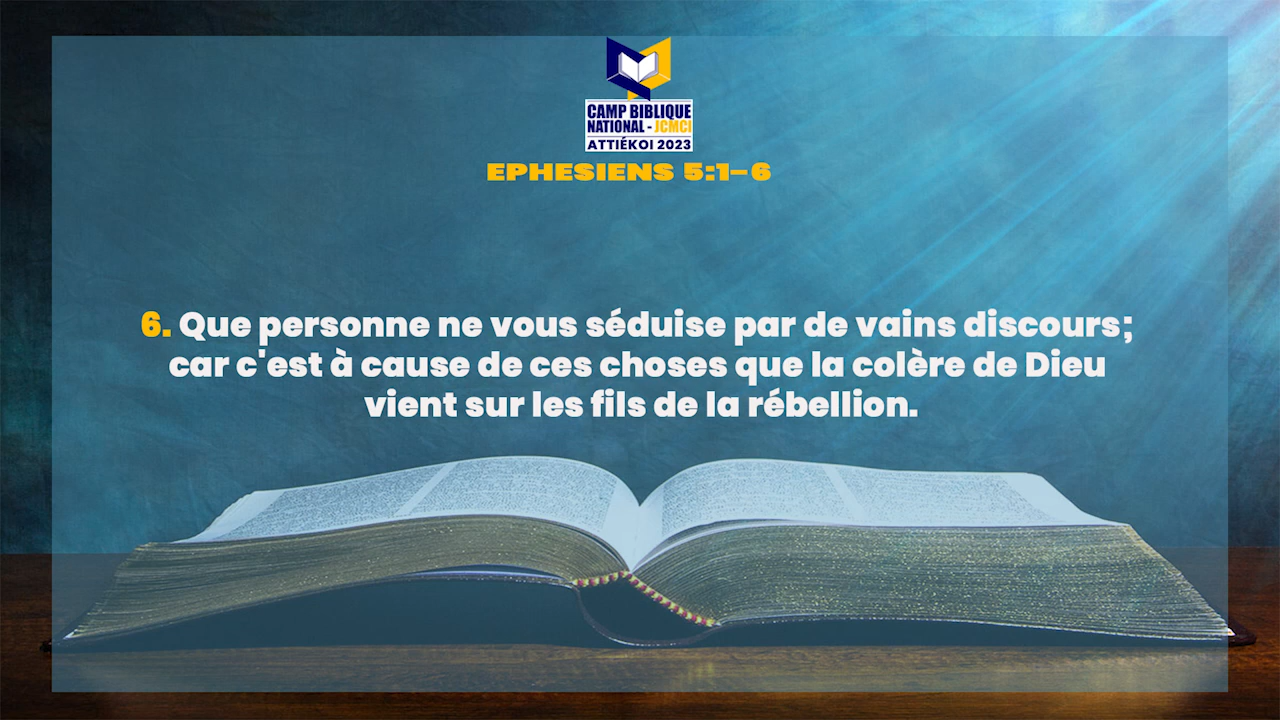 CAMP BIBLIQUE
NATIONAL - JCMCI
ATTIÉKOI 2023
EPHESIENS 5:1-6
6. Que personne ne vous séduise par de vains discours;
car c'est à cause de ces choses que la colère de Dieu
vient sur les fils de la rébellion.